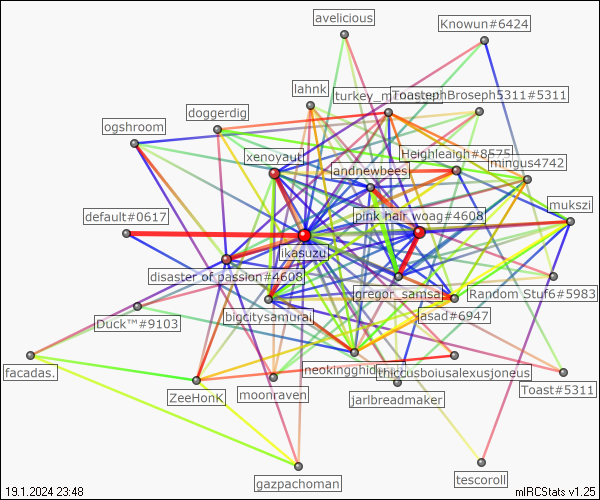 avelicious
Knowun#6424
lahnk
turkey_m
ToastephBroseph5311#5311
doggerdig
ogshroom
xenoyaut
andnewbees
Heighleaigh#8575
mingus4742
mukszi
default#0617
pink hair woag#4608
ikasuzu
disaster of passion#4608
gregor_samsa
Random Stuf6#5983
Duck™#9103
bigcitysamurai
asad#6947
facadas.
neokingghidorah
thiccusboiusalexusjoneus
ZeeHonK
moonraven
jarlbreadmaker
Toast#5311
gazpachoman
tescoroll
19.1.2024 23:48
mIRCStats v1.25